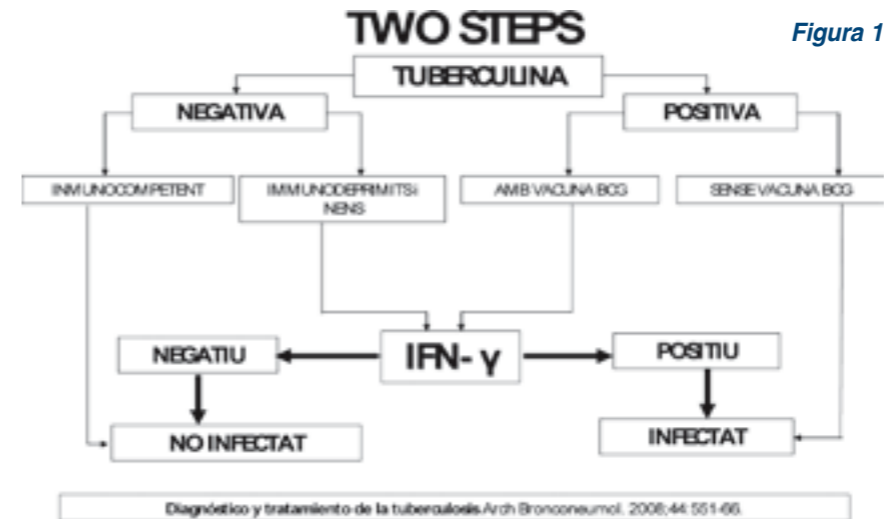 TWO STEPS
Figura 1
TUBERCULINA
NEGATIVA
POSITIVA
INMUNOCOMPETENT
IMMUNODEPRIMITS i
NENS
AMB VACUNA BCG
SENSE VACUNA BCG
NEGATIU
IFN- γ
POSITIU
NO INFECTAT
INFECTAT
Diagnóstico y tratamiento de la tuberculosis Arch Bronconeumol. 2008;44:551-66.